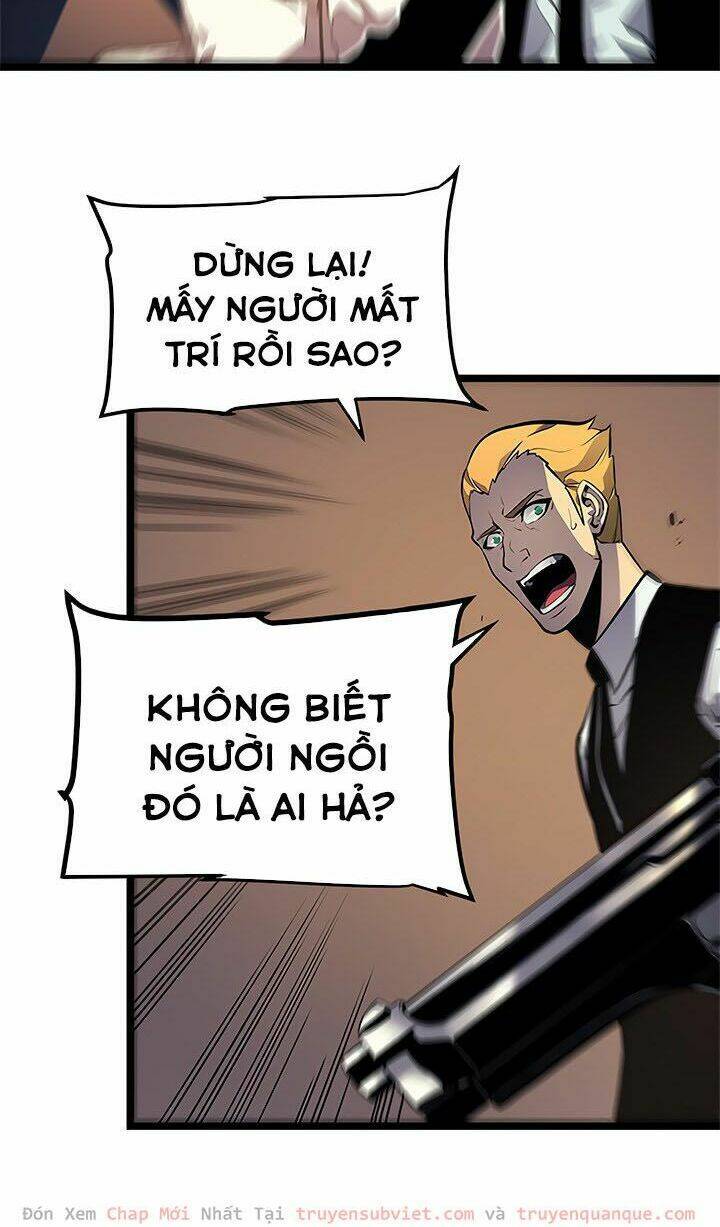 DỪNG LẠI!
MẤY NGƯỜI MẤT
TRÍ RỒI SAO?
KHÔNG BIẾT
NGƯỜI NGỒI
ĐÓ LÀ AI HẢ?
Đón Xem Chap Mới Nhất Tại truyensubviet.com và truyenquanque.com